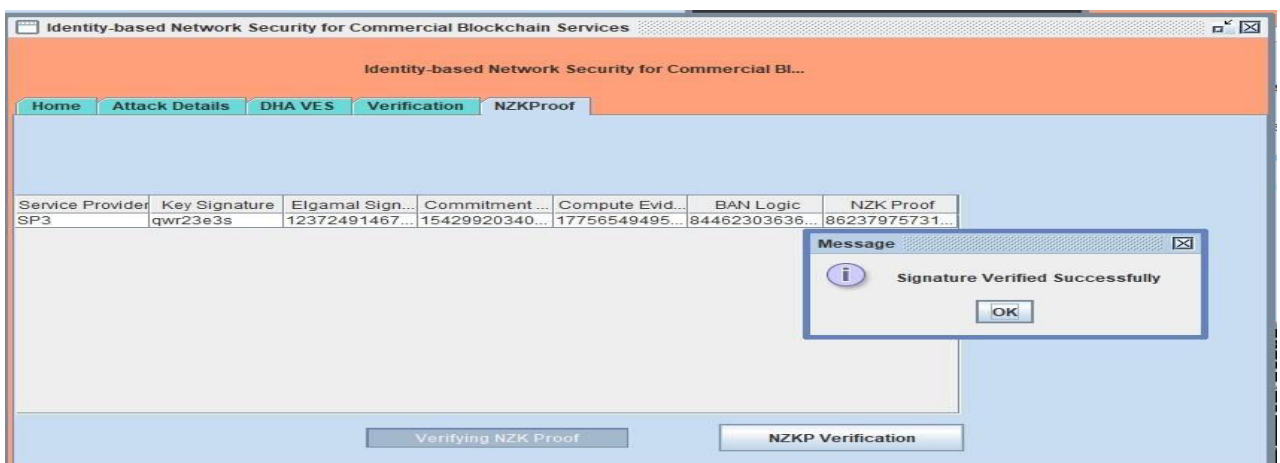 Identity-based Network Security for Commercial Blockchain Services
Identity-based Network Security for Commercial Bl...
Home Attack Details DHA VES Verification NZKProof
Service Provider Key Signature Elgamal Sign... Commitment ... Compute Evid... BAN Logic NZK Proof
SP3 qwr23e3s 12372491467... 15429920340... 17756549495... 84462303636... 86237975731...
Message
i
Signature Verified Successfully
OK
Verifying NZK Proof NZKP Verification